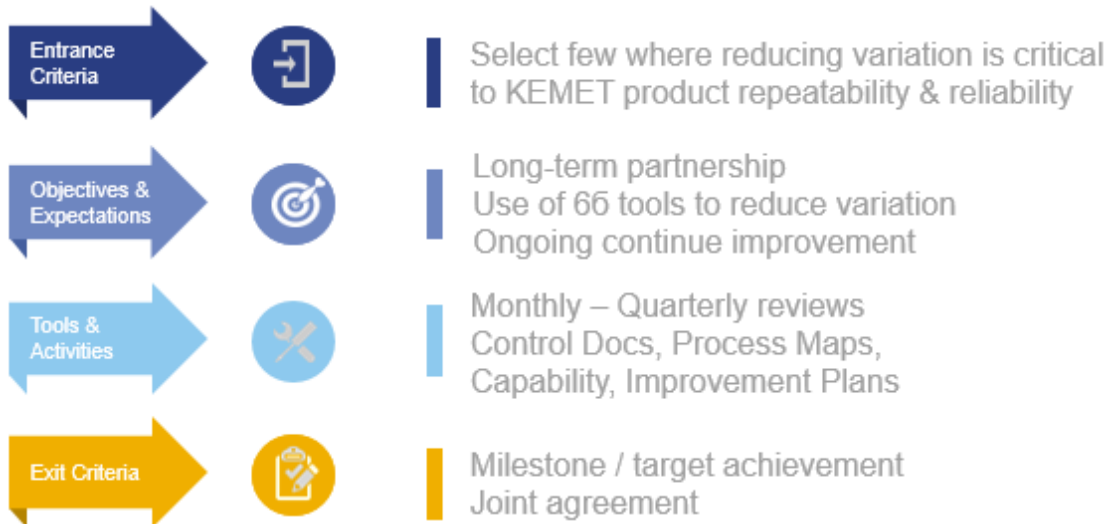 Entrance
Criteria
Select few where reducing variation is critical
to KEMET product repeatability & reliability
Objectives &
Expectations
Long-term partnership
Use of 66 tools to reduce variation
Ongoing continue improvement
Tools &
Activities
Monthly – Quarterly reviews
Control Docs, Process Maps,
Capability, Improvement Plans
Exit Criteria
Milestone / target achievement
Joint agreement